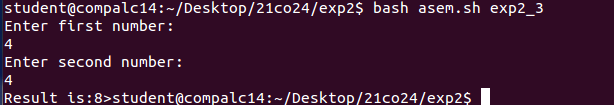 student@compalc14:~/Desktop/21co24/exp2$ bash asem.sh exp2_3
Enter first number:
4
Enter second number:
4
Result is:8>student@compalc14:~/Desktop/21co24/exp2$